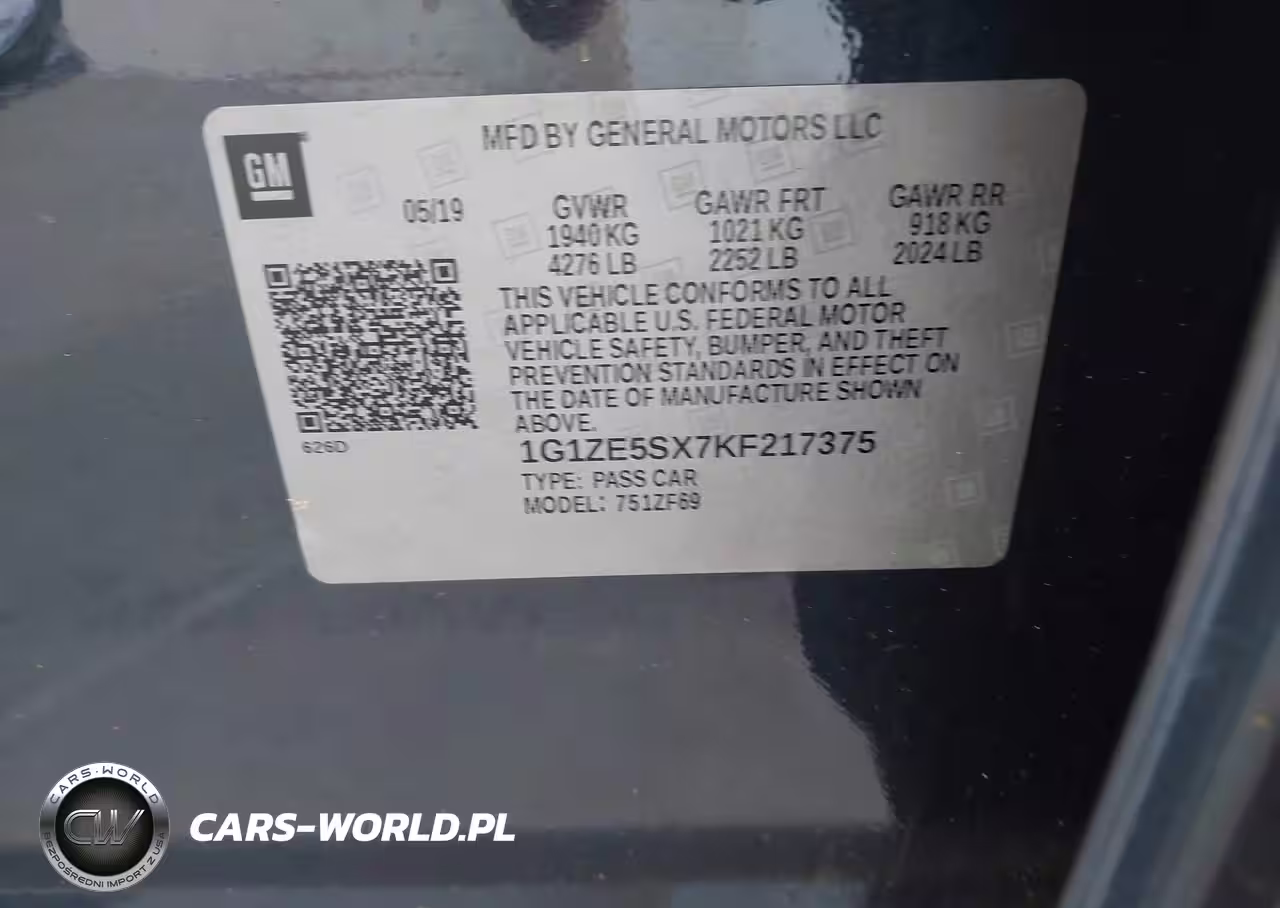 MFD BY GENERAL MOTORS LLC
GM
05/19
GVWR GAWR FRT GAWR RR
1940 KG 1021 KG 918 KG
4276 LB 2252 LB 2024 LB
THIS VEHICLE CONFORMS TO ALL
APPLICABLE U.S. FEDERAL MOTOR
VEHICLE SAFETY, BUMPER, AND THEFT
PREVENTION STANDARDS IN EFFECT ON
THE DATE OF MANUFACTURE SHOWN
ABOVE.
626D
1G1ZE5SX7KF217375
TYPE: PASS CAR
MODEL: 751ZF69
CARS-WORLD
CW
BEZPOŚREDNI IMPORT Z USA
CARS-WORLD.PL